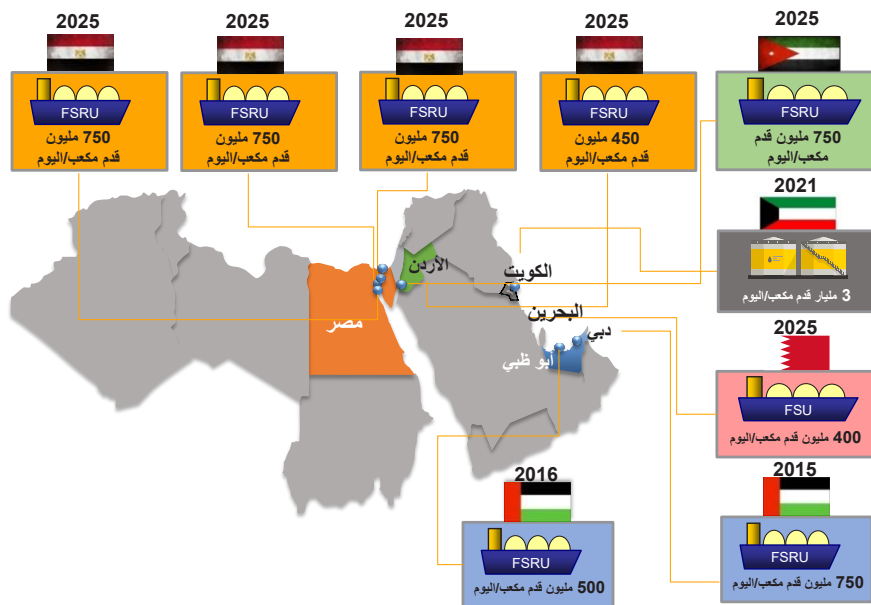 2025
2025
2025
2025
2025
FSRU
750 مليون
قدم مكعب/اليوم
FSRU
750 مليون
قدم مكعب/اليوم
FSRU
750 مليون
قدم مكعب/اليوم
FSRU
450 مليون
قدم مكعب/اليوم
FSRU
750 مليون قدم
مكعب/اليوم
2021
3 مليار قدم مكعب/اليوم
الأردن
الكويت
البحرين
مصر
دبي
أبو ظبي
2025
FSU
400 مليون قدم مكعب/اليوم
2016
FSRU
500 مليون قدم مكعب/اليوم
2015
FSRU
750 مليون قدم مكعب/اليوم